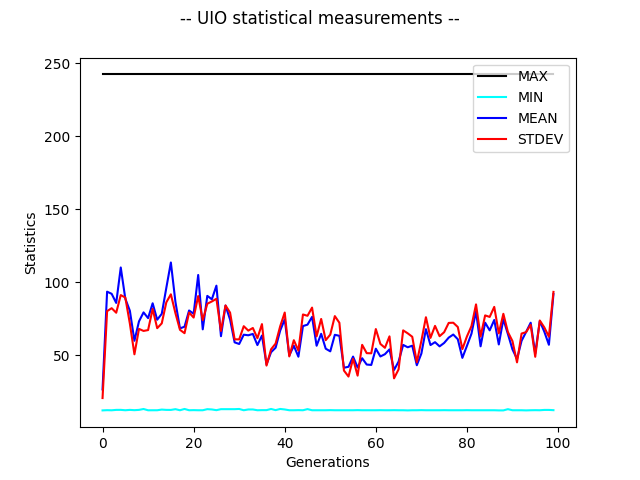 -- UIO statistical measurements --
250
200
150
100
50
Statistics
MAX
MIN
MEAN
STDEV
0
20
40
60
80
100
Generations